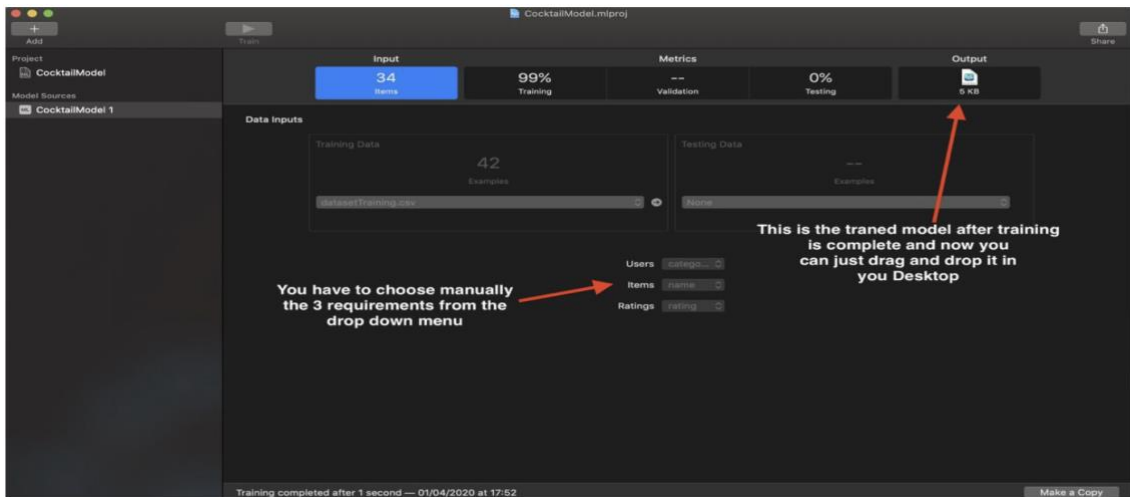 CocktailModel.mlproj
Add
Train
Share
Project
CocktailModel
Model Sources
CocktailModel 1
Input
Metrics
Output
34
Items
99%
Training
--
Validation
0%
Testing
5 KB
Data Inputs
Training Data
42
Examples
datasetTraining.csv
Testing Data
--
Examples
None
Users catego...
Items name
Ratings rating
You have to choose manually
the 3 requirements from the
drop down menu
This is the traned model after training
is complete and now you
can just drag and drop it in
you Desktop
Training completed after 1 second — 01/04/2020 at 17:52
Make a Copy